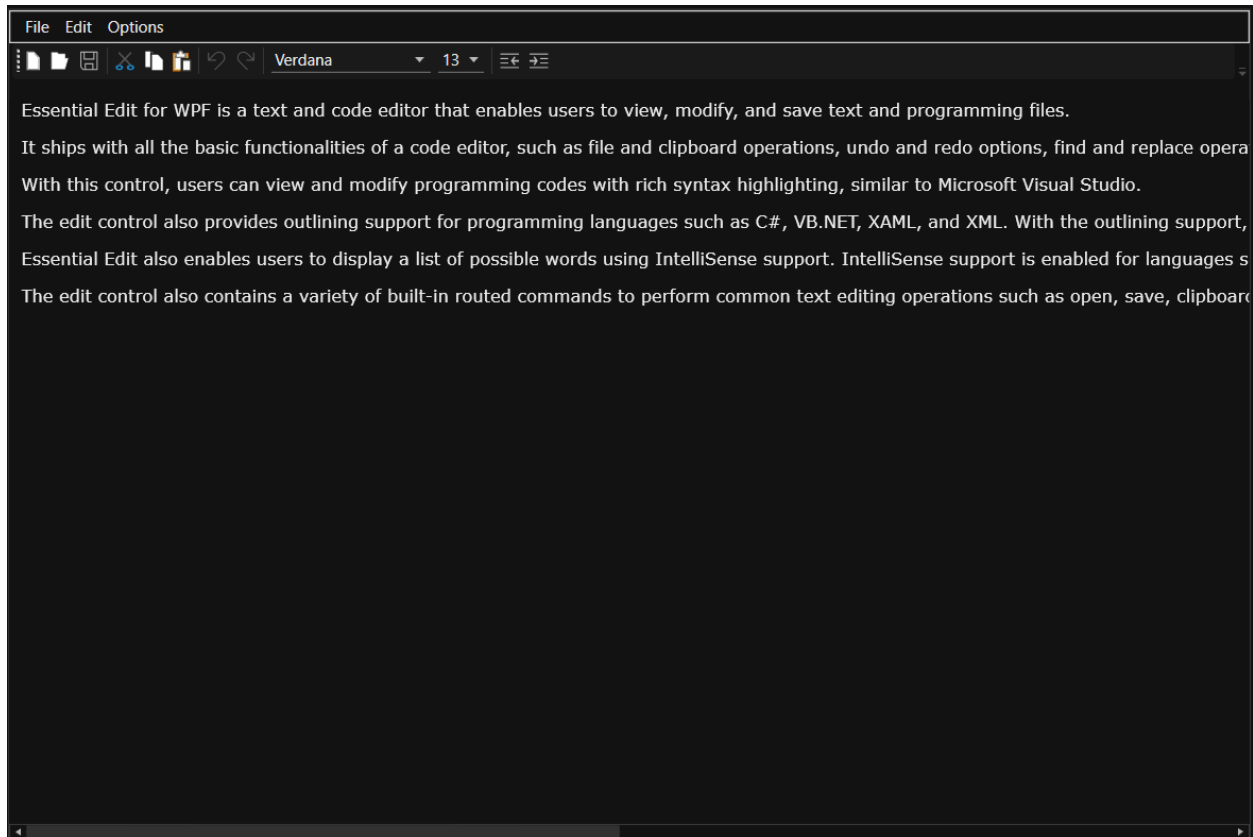 File Edit Options
Verdana 13
Essential Edit for WPF is a text and code editor that enables users to view, modify, and save text and programming files.
It ships with all the basic functionalities of a code editor, such as file and clipboard operations, undo and redo options, find and replace opera
With this control, users can view and modify programming codes with rich syntax highlighting, similar to Microsoft Visual Studio.
The edit control also provides outlining support for programming languages such as C#, VB.NET, XAML, and XML. With the outlining support,
Essential Edit also enables users to display a list of possible words using IntelliSense support. IntelliSense support is enabled for languages s
The edit control also contains a variety of built-in routed commands to perform common text editing operations such as open, save, clipboard